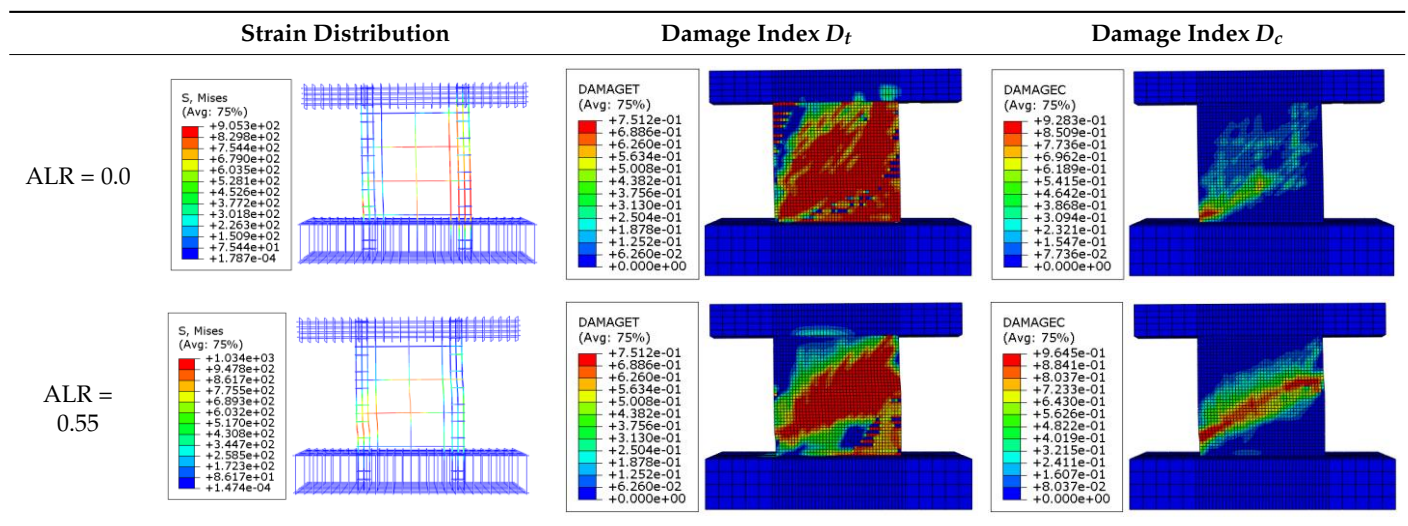 Strain Distribution
Damage Index Dt
Damage Index Dc
ALR = 0.0
S, Mises
(Avg: 75%)
+9.053e+02
+8.298e+02
+7.544e+02
+6.790e+02
+6.035e+02
+5.281e+02
+4.526e+02
+3.772e+02
+3.018e+02
+2.263e+02
+1.509e+02
+7.544e+01
+1.787e-04
DAMAGET
(Avg: 75%)
+7.512e-01
+6.886e-01
+6.260e-01
+5.634e-01
+5.008e-01
+4.382e-01
+3.756e-01
+3.130e-01
+2.504e-01
+1.878e-01
+1.252e-01
+6.260e-02
+0.000e+00
DAMAGEC
(Avg: 75%)
+9.283e-01
+8.509e-01
+7.736e-01
+6.962e-01
+6.189e-01
+5.415e-01
+4.642e-01
+3.868e-01
+3.094e-01
+2.321e-01
+1.547e-01
+7.736e-02
+0.000e+00
ALR =
0.55
S, Mises
(Avg: 75%)
+1.034e+03
+9.478e+02
+8.617e+02
+7.755e+02
+6.893e+02
+6.032e+02
+5.170e+02
+4.308e+02
+3.447e+02
+2.585e+02
+1.723e+02
+8.617e+01
+1.474e-04
DAMAGET
(Avg: 75%)
+7.512e-01
+6.886e-01
+6.260e-01
+5.634e-01
+5.008e-01
+4.382e-01
+3.756e-01
+3.130e-01
+2.504e-01
+1.878e-01
+1.252e-01
+6.260e-02
+0.000e+00
DAMAGEC
(Avg: 75%)
+9.645e-01
+8.841e-01
+8.037e-01
+7.233e-01
+6.430e-01
+5.626e-01
+4.822e-01
+4.019e-01
+3.215e-01
+2.411e-01
+1.607e-01
+8.037e-02
+0.000e+00